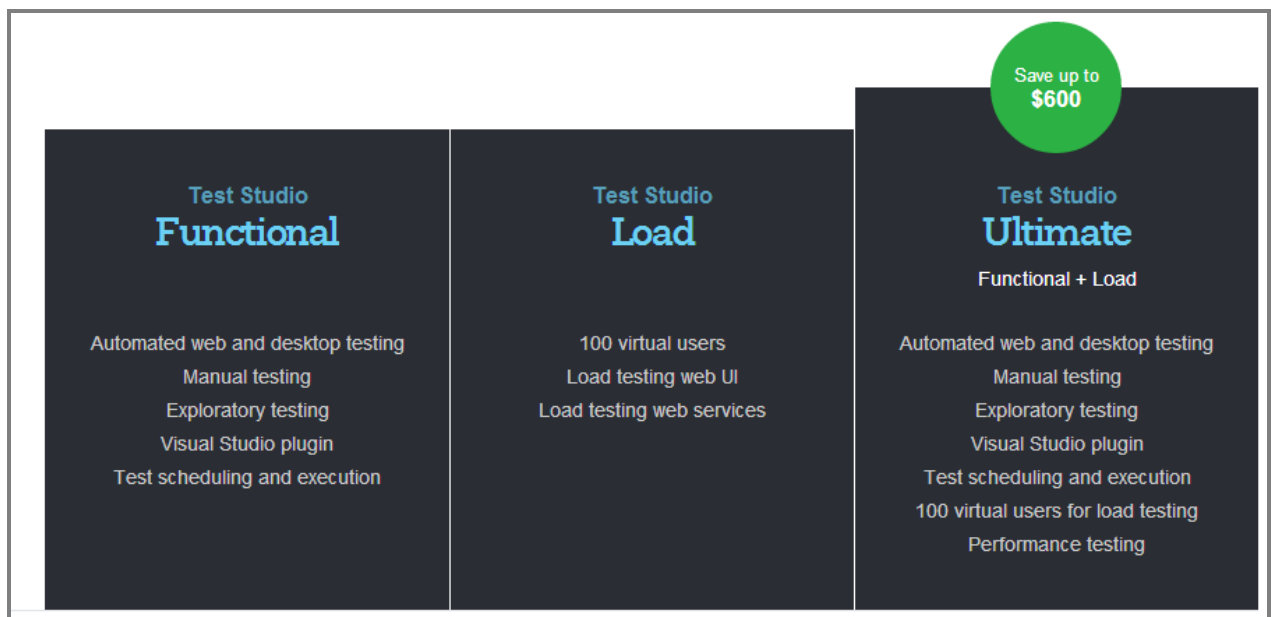 Save up to
$600
Test Studio
Functional
Automated web and desktop testing
Manual testing
Exploratory testing
Visual Studio plugin
Test scheduling and execution
Test Studio
Load
100 virtual users
Load testing web UI
Load testing web services
Test Studio
Ultimate
Functional + Load
Automated web and desktop testing
Manual testing
Exploratory testing
Visual Studio plugin
Test scheduling and execution
100 virtual users for load testing
Performance testing